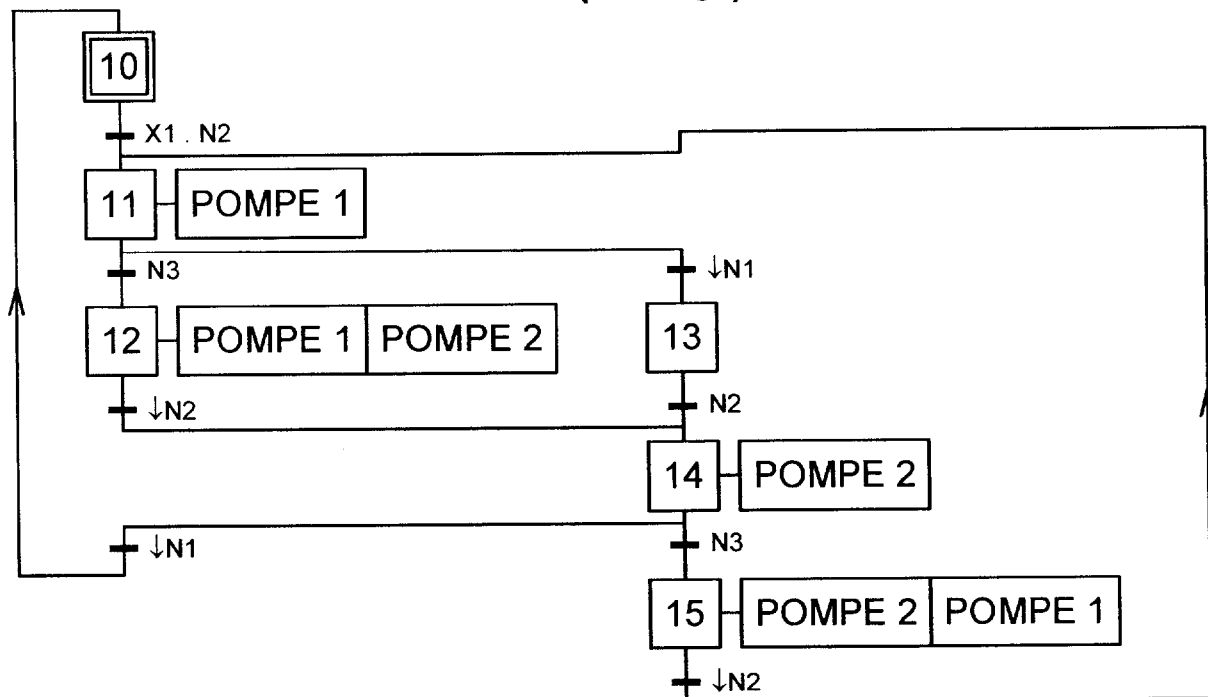 10
X1 . N2
11 POMPE 1
N3 ↓N1
12 POMPE 1 POMPE 2 13
↓N2 N2
14 POMPE 2
↓N1 N3
15 POMPE 2 POMPE 1
↓N2